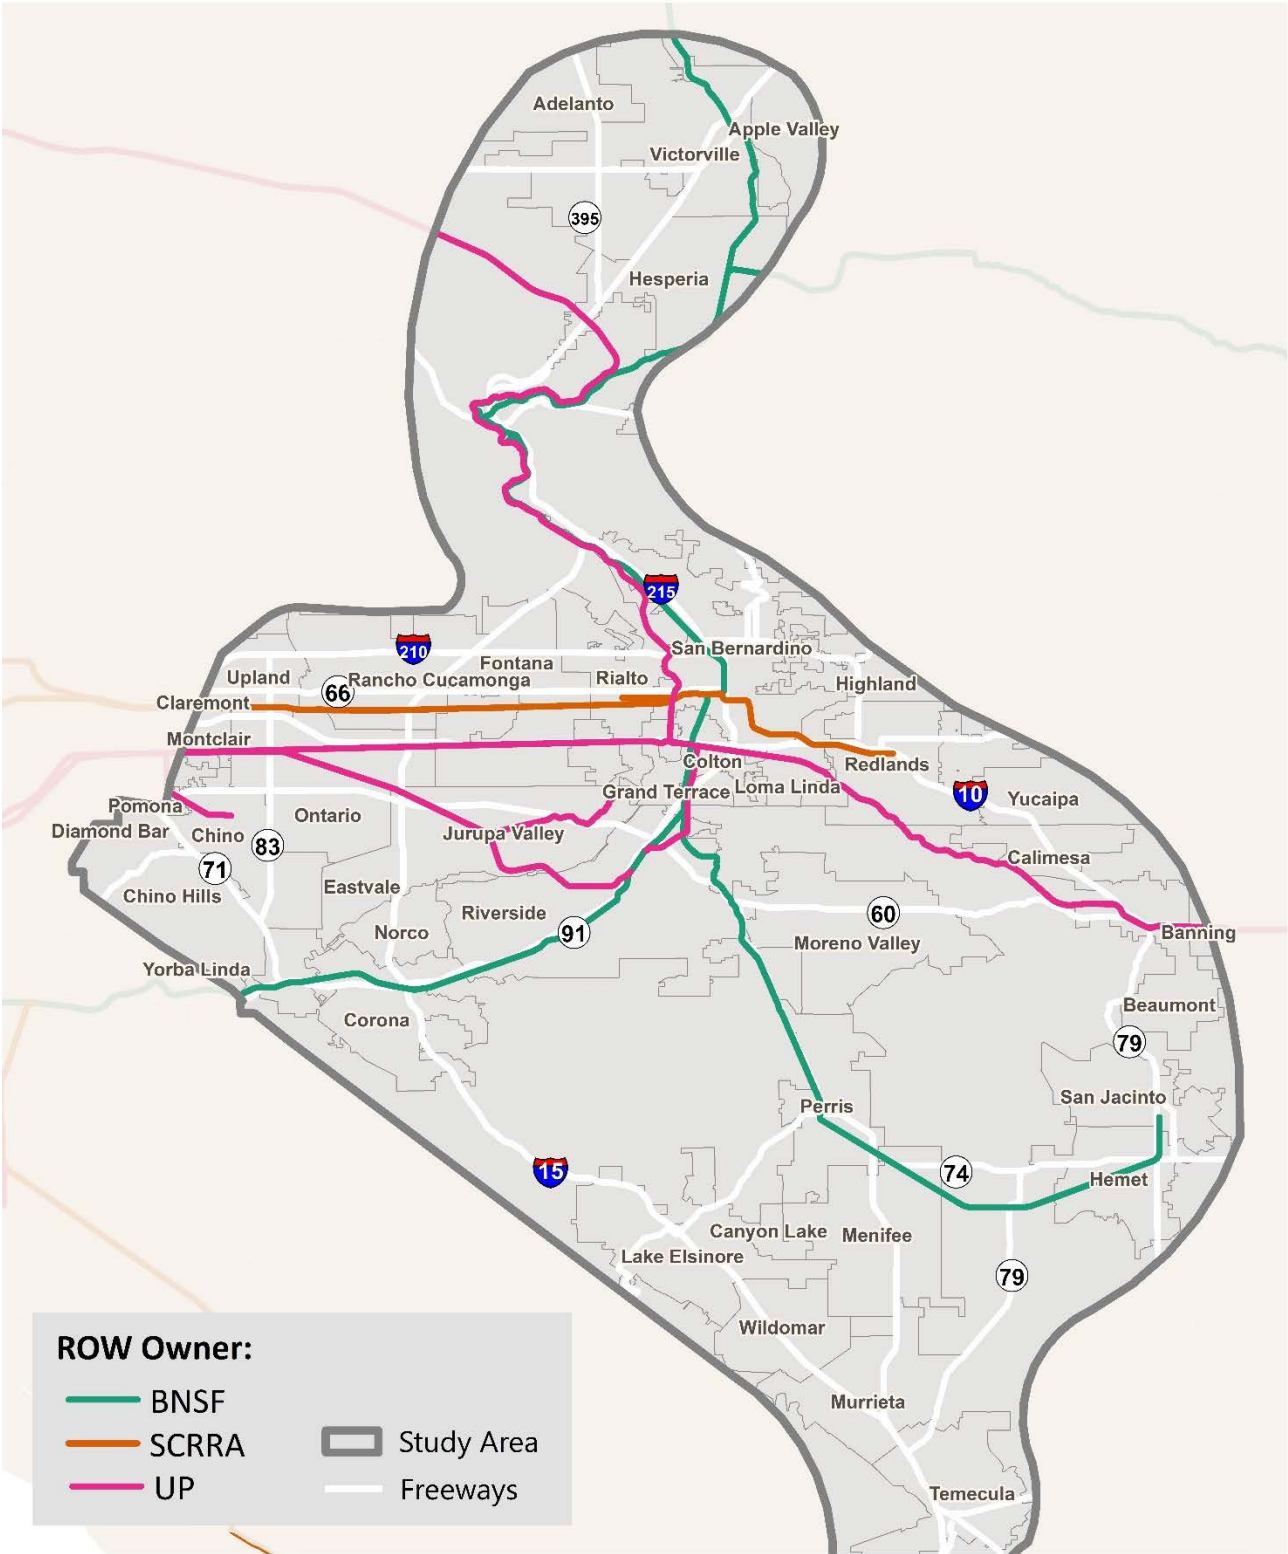 Adelanto
Apple Valley
Victorville
395
Hesperia
215
San Bernardino
210
Fontana
Upland
66
Rancho Cucamonga
Rialto
Highland
Claremont
Montclair
Colton
Redlands
Grand Terrace
Loma Linda
10
Yucaipa
Pomona
Ontario
Diamond Bar
Chino
83
Jurupa Valley
Calimesa
71
Chino Hills
Eastvale
Riverside
60
91
Norco
Moreno Valley
Banning
Yorba Linda
Beaumont
Corona
79
San Jacinto
Perris
15
74
Hemet
Canyon Lake
Menifee
Lake Elsinore
79
Wildomar
Murrieta
Temecula
ROW Owner:
BNSF
SCRRA
UP
Study Area
Freeways